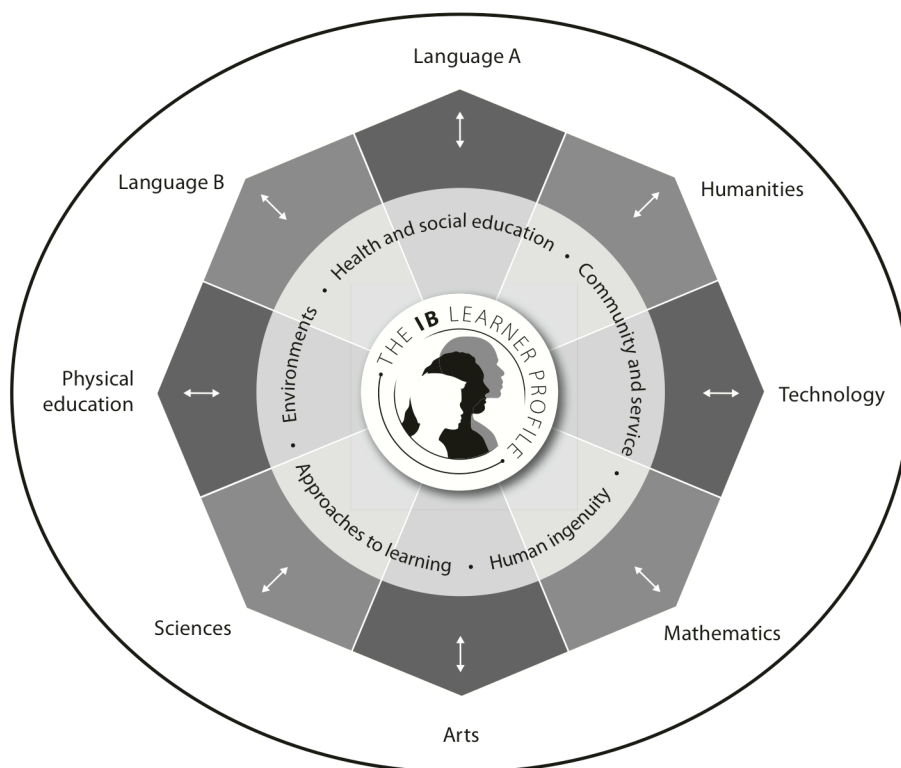 Language A
Humanities
Technology
Mathematics
Arts
Sciences
Physical
education
Language B
Health and social education
•
Community and service
•
Human ingenuity
•
Approaches to learning
•
Environments
•
THE IB LEARNER PROFILE